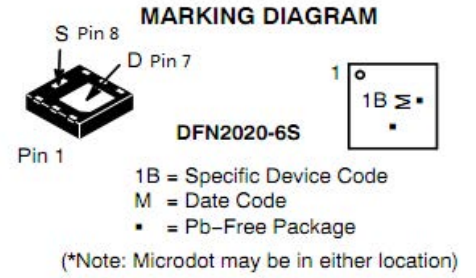 MARKING DIAGRAM
S Pin 8
D Pin 7
Pin 1
DFN2020-6S
1
1B M ▪
▪
1B = Specific Device Code
M = Date Code
▪ = Pb−Free Package
(*Note: Microdot may be in either location)